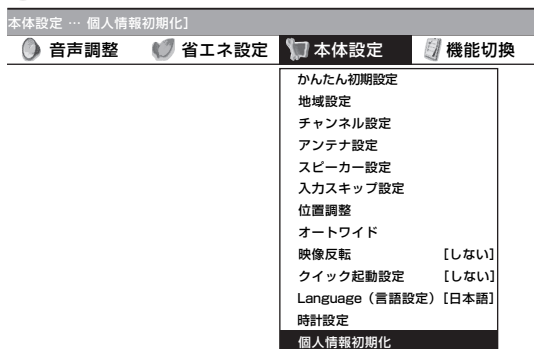 本体設定 … 個人情報初期化]
音声調整 省エネ設定 本体設定 機能切換
かんたん初期設定
地域設定
チャンネル設定
アンテナ設定
スピーカー設定
入力スキップ設定
位置調整
オートワイド
映像反転 [しない]
クイック起動設定 [しない]
Language（言語設定）[日本語]
時計設定
個人情報初期化